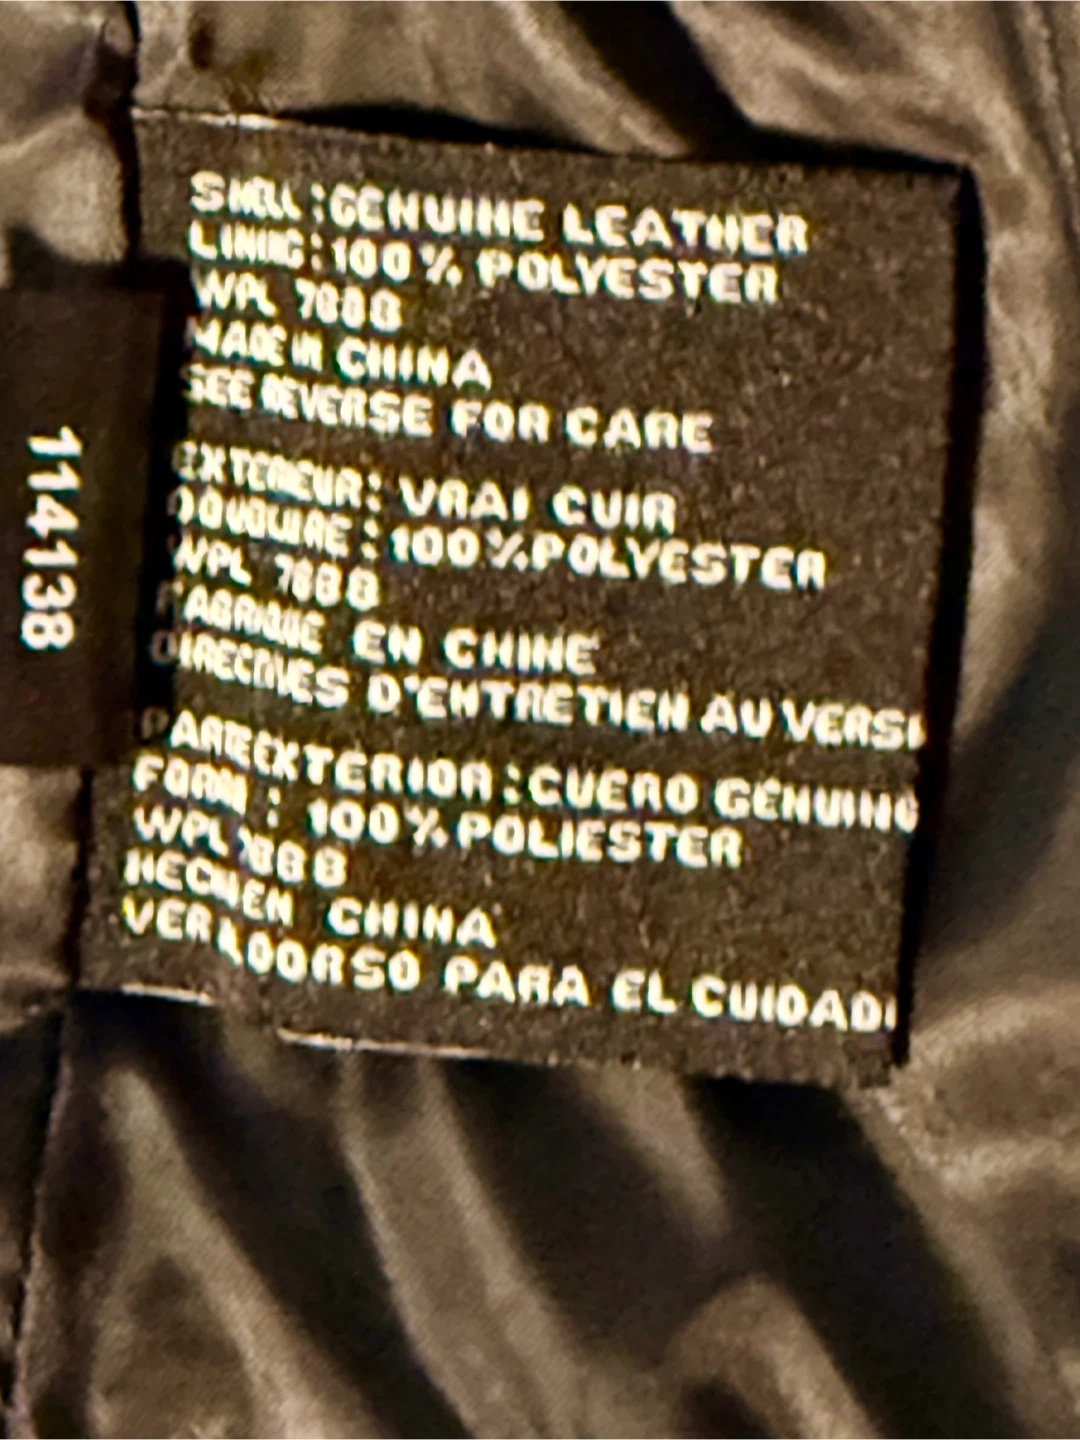 SHELL:GENUINE LEATHER
LINING:100% POLYESTER
WPL 7888
MADE IN CHINA
SEE REVERSE FOR CARE
EXTERIEUR: VRAI CUIR
DOUBLURE:100%POLYESTER
WPL 7888
FABRIQUE EN CHINE
DIRECTIVES D'ENTRETIEN AU VERS
PARTE EXTERIOR:CUERO GENUINO
FORRO: 100% POLIESTER
WPL 7888
HECHO EN CHINA
VER DORSO PARA EL CUIDAD
114138